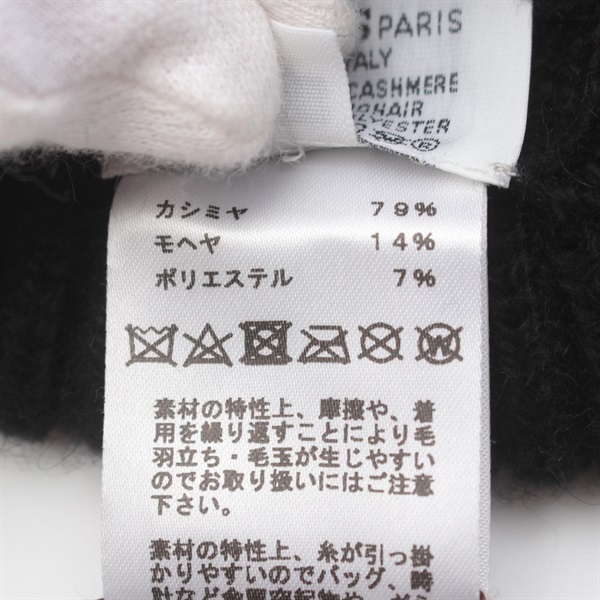 PARIS
CASHMERE
カシミヤ 79%
モヘヤ 14%
ポリエステル 7%
W
素材の特性上、摩擦や、着
用を繰り返すことにより毛
羽立ち・毛玉が生じやすい
のでお取り扱いにはご注意
下さい。
素材の特性上、糸が引っ掛
かりやすいのでバッグ、時